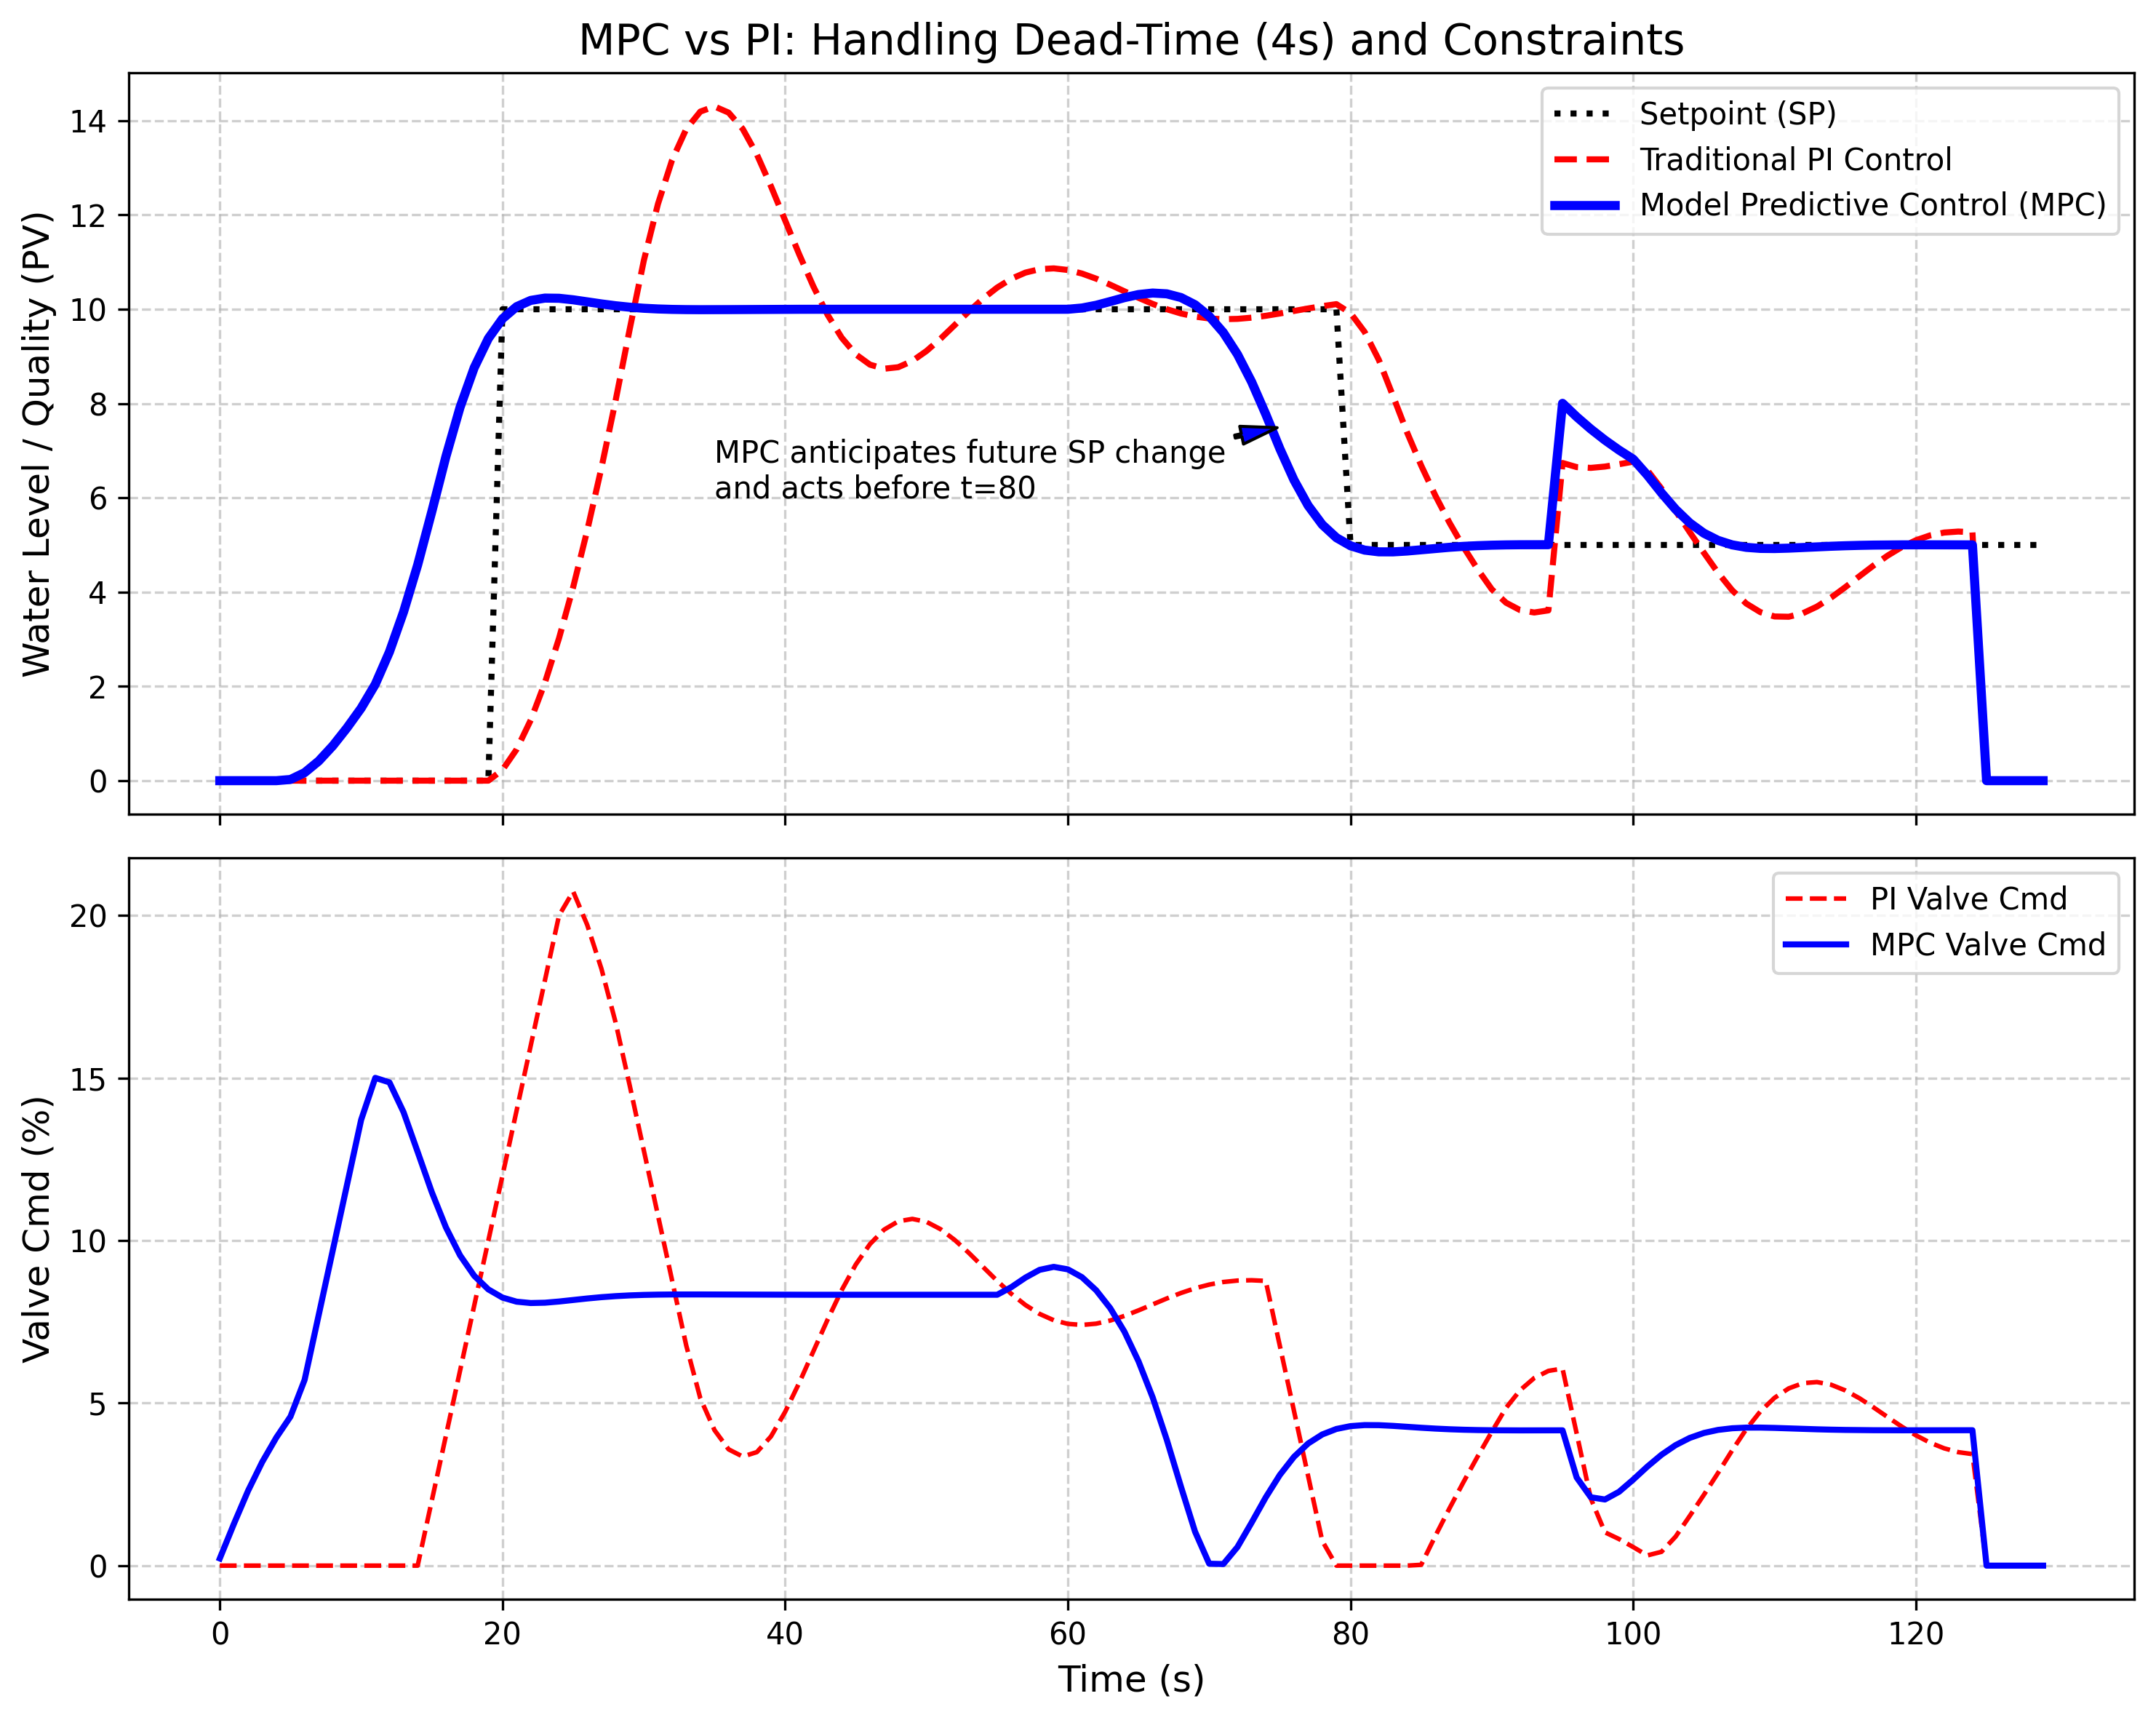 MPC vs PI: Handling Dead-Time (4s) and Constraints
Water Level / Quality (PV)
14
12
10
8
6
4
2
0
Setpoint (SP)
Traditional PI Control
Model Predictive Control (MPC)
MPC anticipates future SP change
and acts before t=80
Valve Cmd (%)
20
15
10
5
0
PI Valve Cmd
MPC Valve Cmd
0 20 40 60 80 100 120
Time (s)